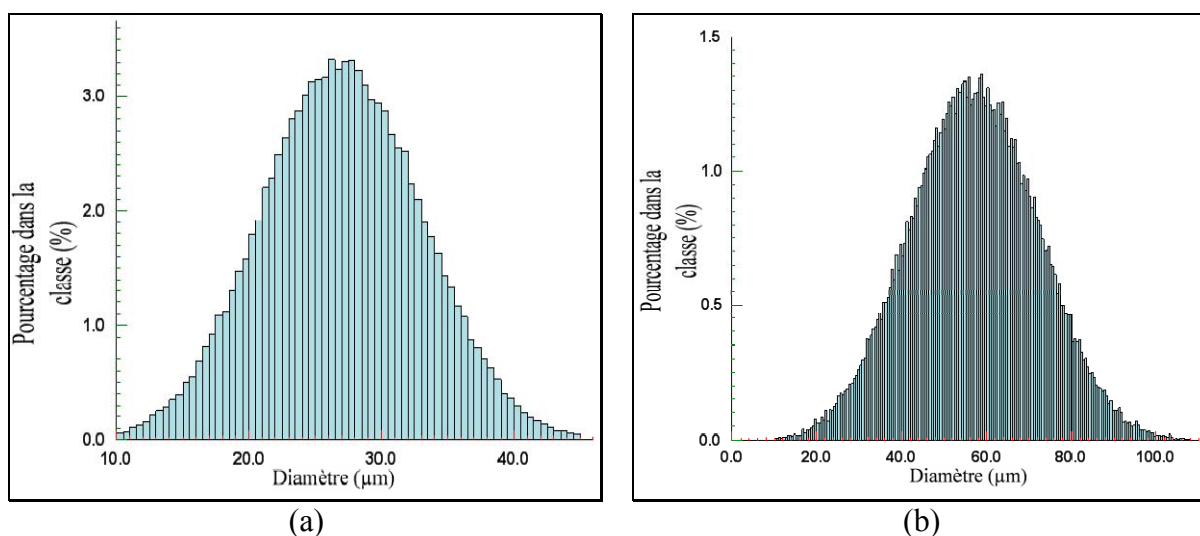 3.0
2.0
1.0
0.0
10.0 20.0 30.0 40.0
Pourcentage dans la
classe (%)
Diamètre (µm)
(a)
1.5
1.0
0.5
0.0
0.0 20.0 40.0 60.0 80.0 100.0
Pourcentage dans la
classe (%)
Diamètre (µm)
(b)